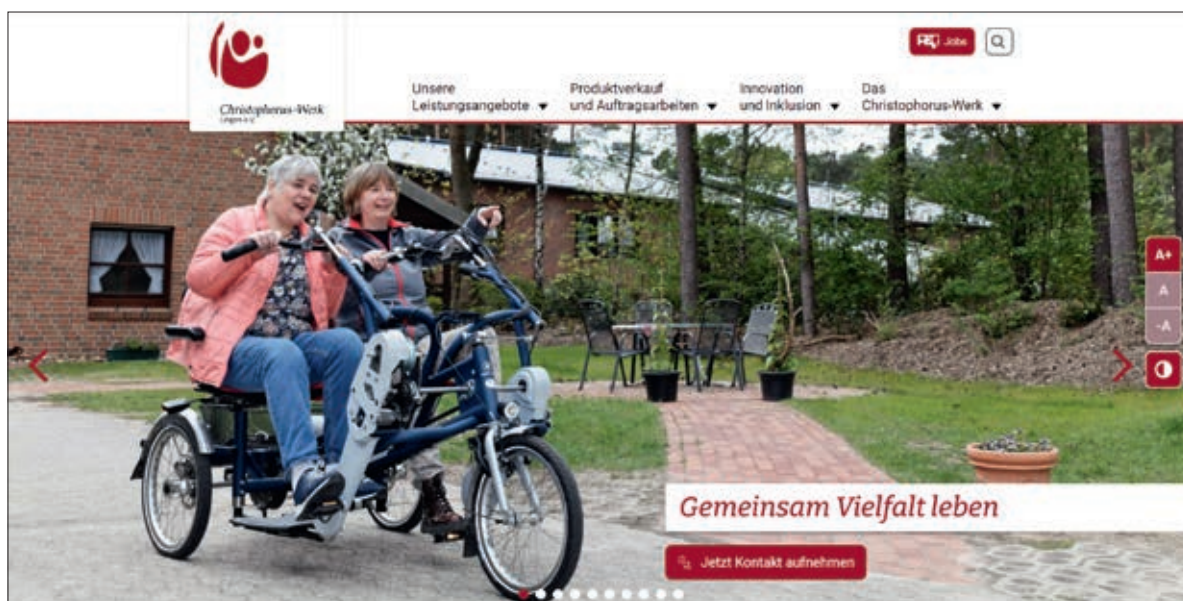 Jobs
Christophorus-Werk
Lingen e.V.
Unsere
Leistungsangebote
Produktverkauf
und Auftragsarbeiten
Innovation
und Inklusion
Das
Christophorus-Werk
A+
A
-A
Gemeinsam Vielfalt leben
Jetzt Kontakt aufnehmen